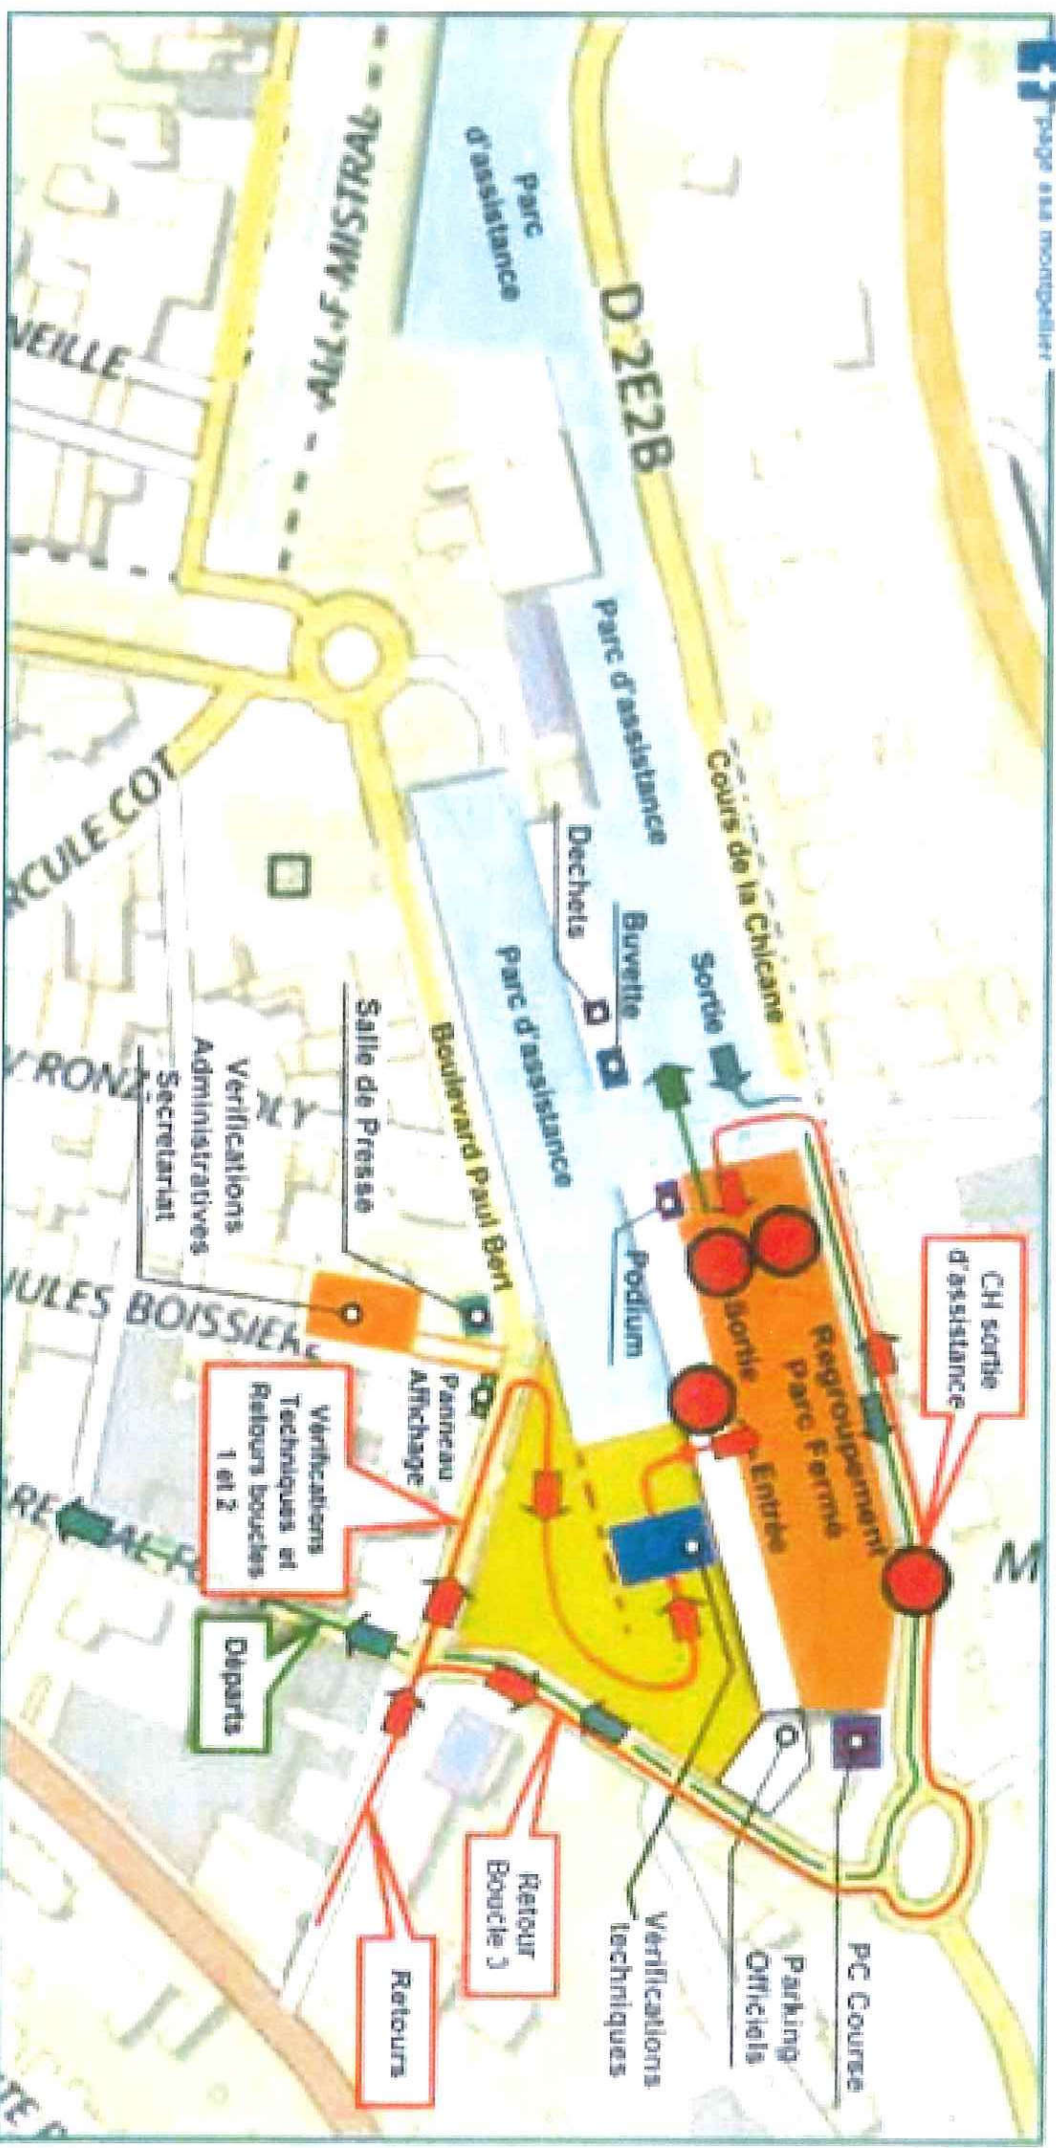 page asa montpellier
Parc
d'assistance
D 2E2B
ALL. F. MISTRAL
Parc d'assistance
Cours de la Chicane
Dechets
Buvette
Sortie
Parc d'assistance
Boulevard Paul Bert
Salle de Presse
Vérifications
Administratives
Secrétariat
JULES BOISSIER
Podium
Sortie
Entrée
Regroupement
Parc Fermé
CH sortie
d'assistance
Panneau
Affichage
Vérifications
Techniques et
Retours boucles
1 et 2
Départs
Retour
Boucle 3
Retours
Vérifications
techniques
Parking
Officiels
PC Course
M